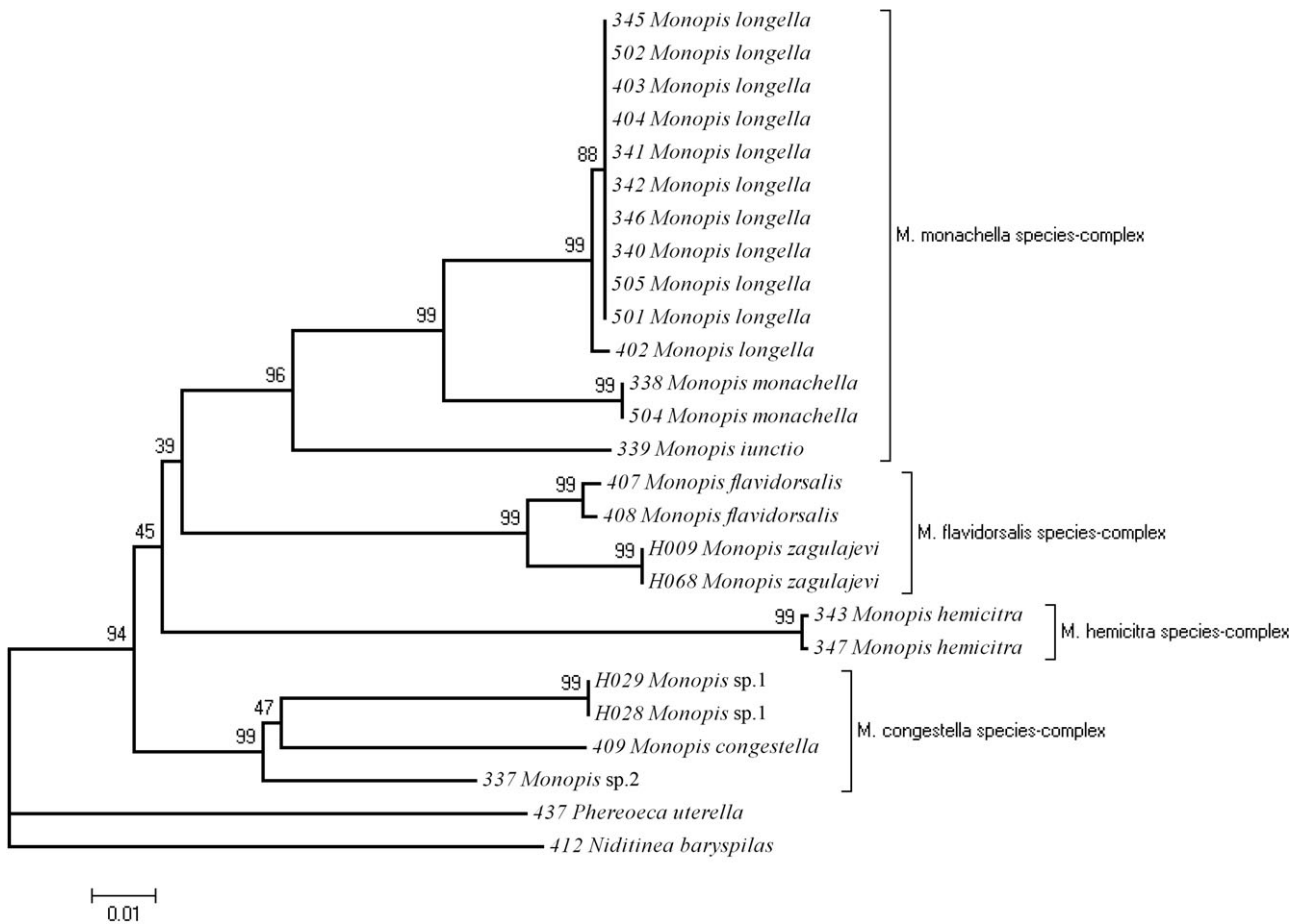 345 Monopis longella
502 Monopis longella
403 Monopis longella
404 Monopis longella
341 Monopis longella
88
342 Monopis longella
346 Monopis longella
M. monachella species-complex
99
340 Monopis longella
505 Monopis longella
501 Monopis longella
99
402 Monopis longella
96
99
338 Monopis monachella
504 Monopis monachella
339 Monopis iunctio
39
99
407 Monopis flavidorsalis
408 Monopis flavidorsalis
99
M. flavidorsalis species-complex
45
99
H009 Monopis zagulajevi
H068 Monopis zagulajevi
99
343 Monopis hemicitra
M. hemicitra species-complex
94
347 Monopis hemicitra
99
H029 Monopis sp.1
H028 Monopis sp.1
47
M. congestella species-complex
99
409 Monopis congestella
337 Monopis sp.2
437 Phereoeca uterella
412 Niditinea baryspilas
0.01